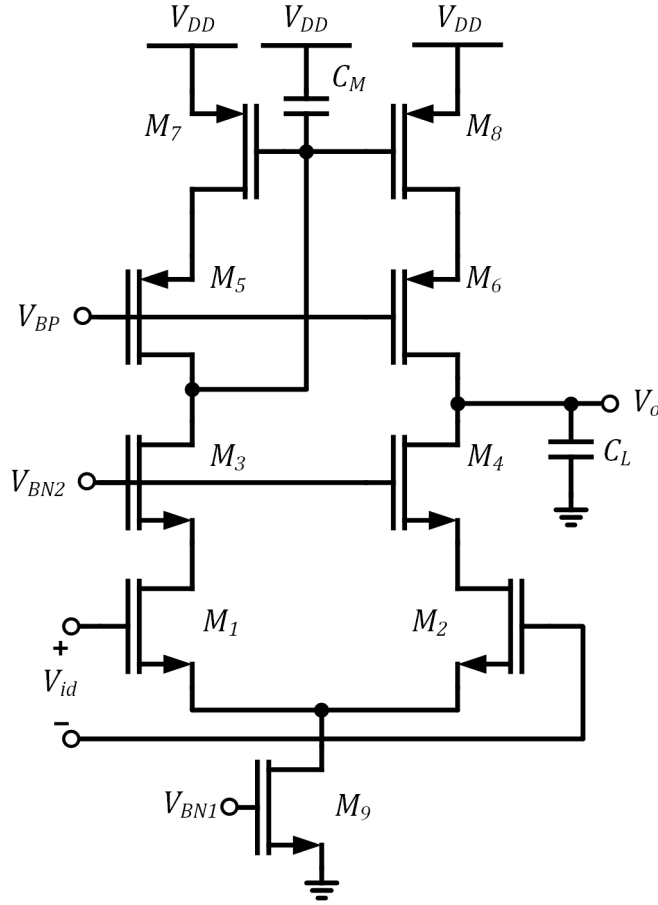 V_DD V_DD V_DD
C_M
M_7 M_8
M_5 M_6
V_BP
V_o
M_3 M_4
V_BN2 C_L
M_1 M_2
+
V_id
−
V_BN1 M_9